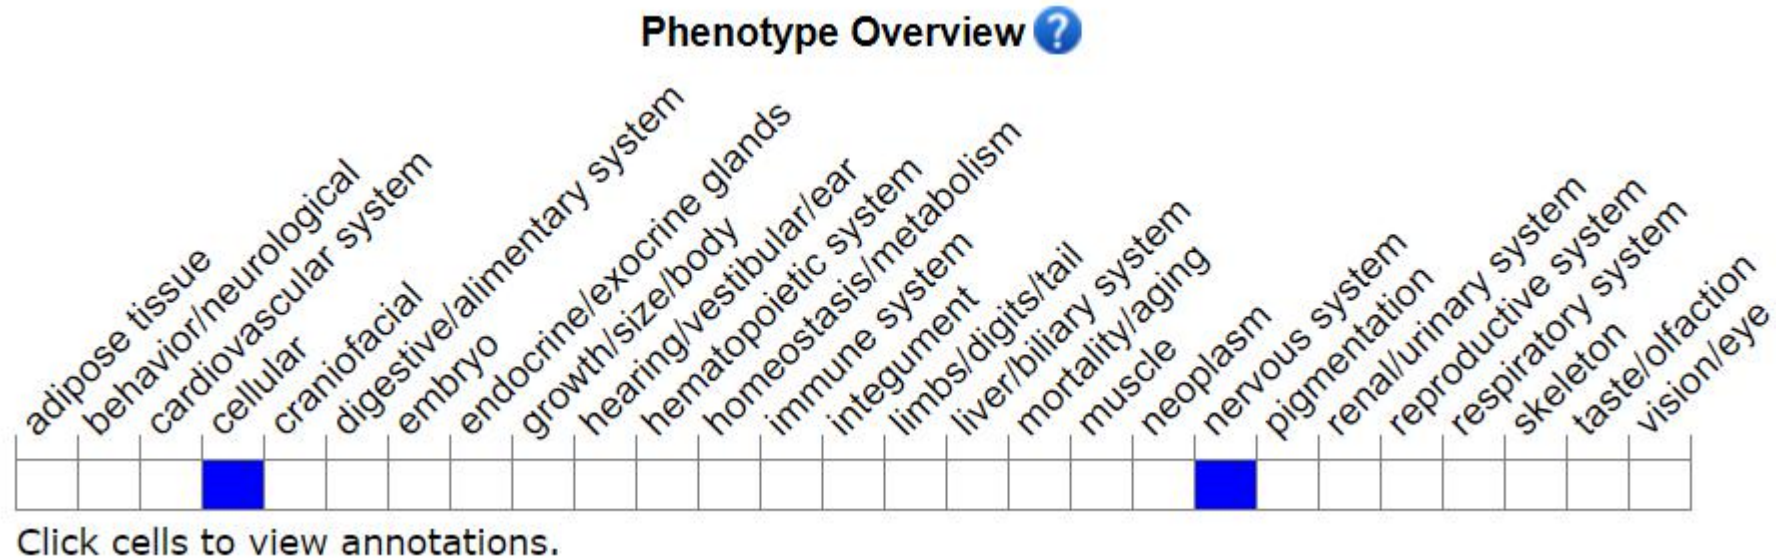 Phenotype Overview ?
adipose tissue
behavior/neurological
cardiovascular system
cellular
craniofacial
digestive/alimentary system
embryo
endocrine/exocrine glands
growth/size/body
hearing/vestibular/ear
hematopoietic system
homeostasis/metabolism
immune system
integument
limbs/digits/tail
liver/biliary system
mortality/aging
muscle
neoplasm
nervous system
pigmentation
renal/urinary system
reproductive system
respiratory system
skeleton
taste/olfaction
vision/eye
Click cells to view annotations.